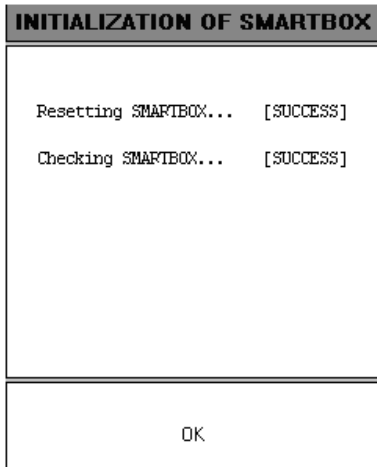 INITIALIZATION OF SMARTBOX
Resetting SMARTBOX... [SUCCESS]
Checking SMARTBOX... [SUCCESS]
OK